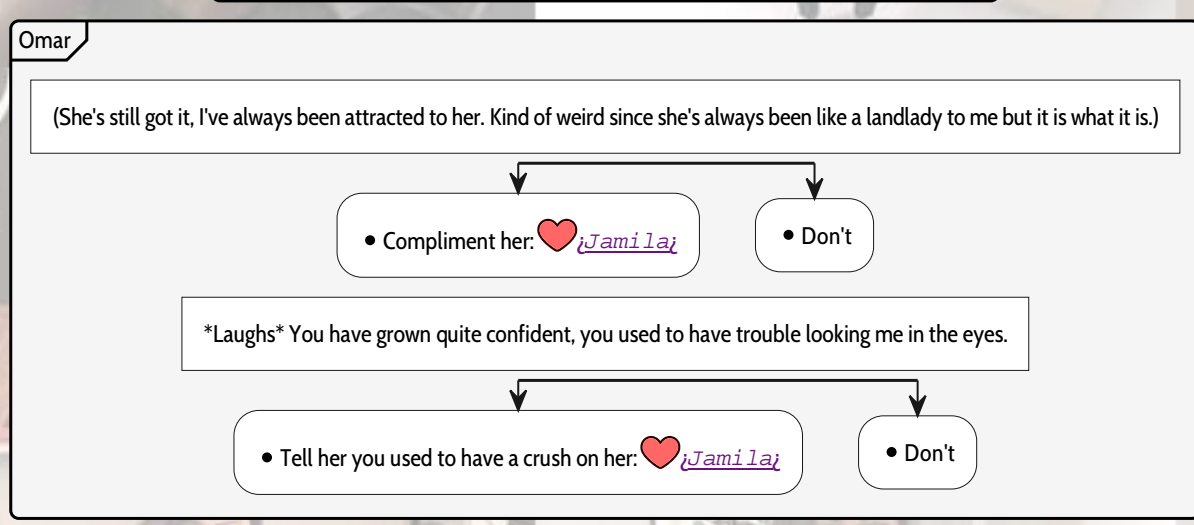 Omar
(She's still got it, I've always been attracted to her. Kind of weird since she's always been like a landlady to me but it is what it is.)
• Compliment her: ¡Jamila¡
• Don't
*Laughs* You have grown quite confident, you used to have trouble looking me in the eyes.
• Tell her you used to have a crush on her: ¡Jamila¡
• Don't